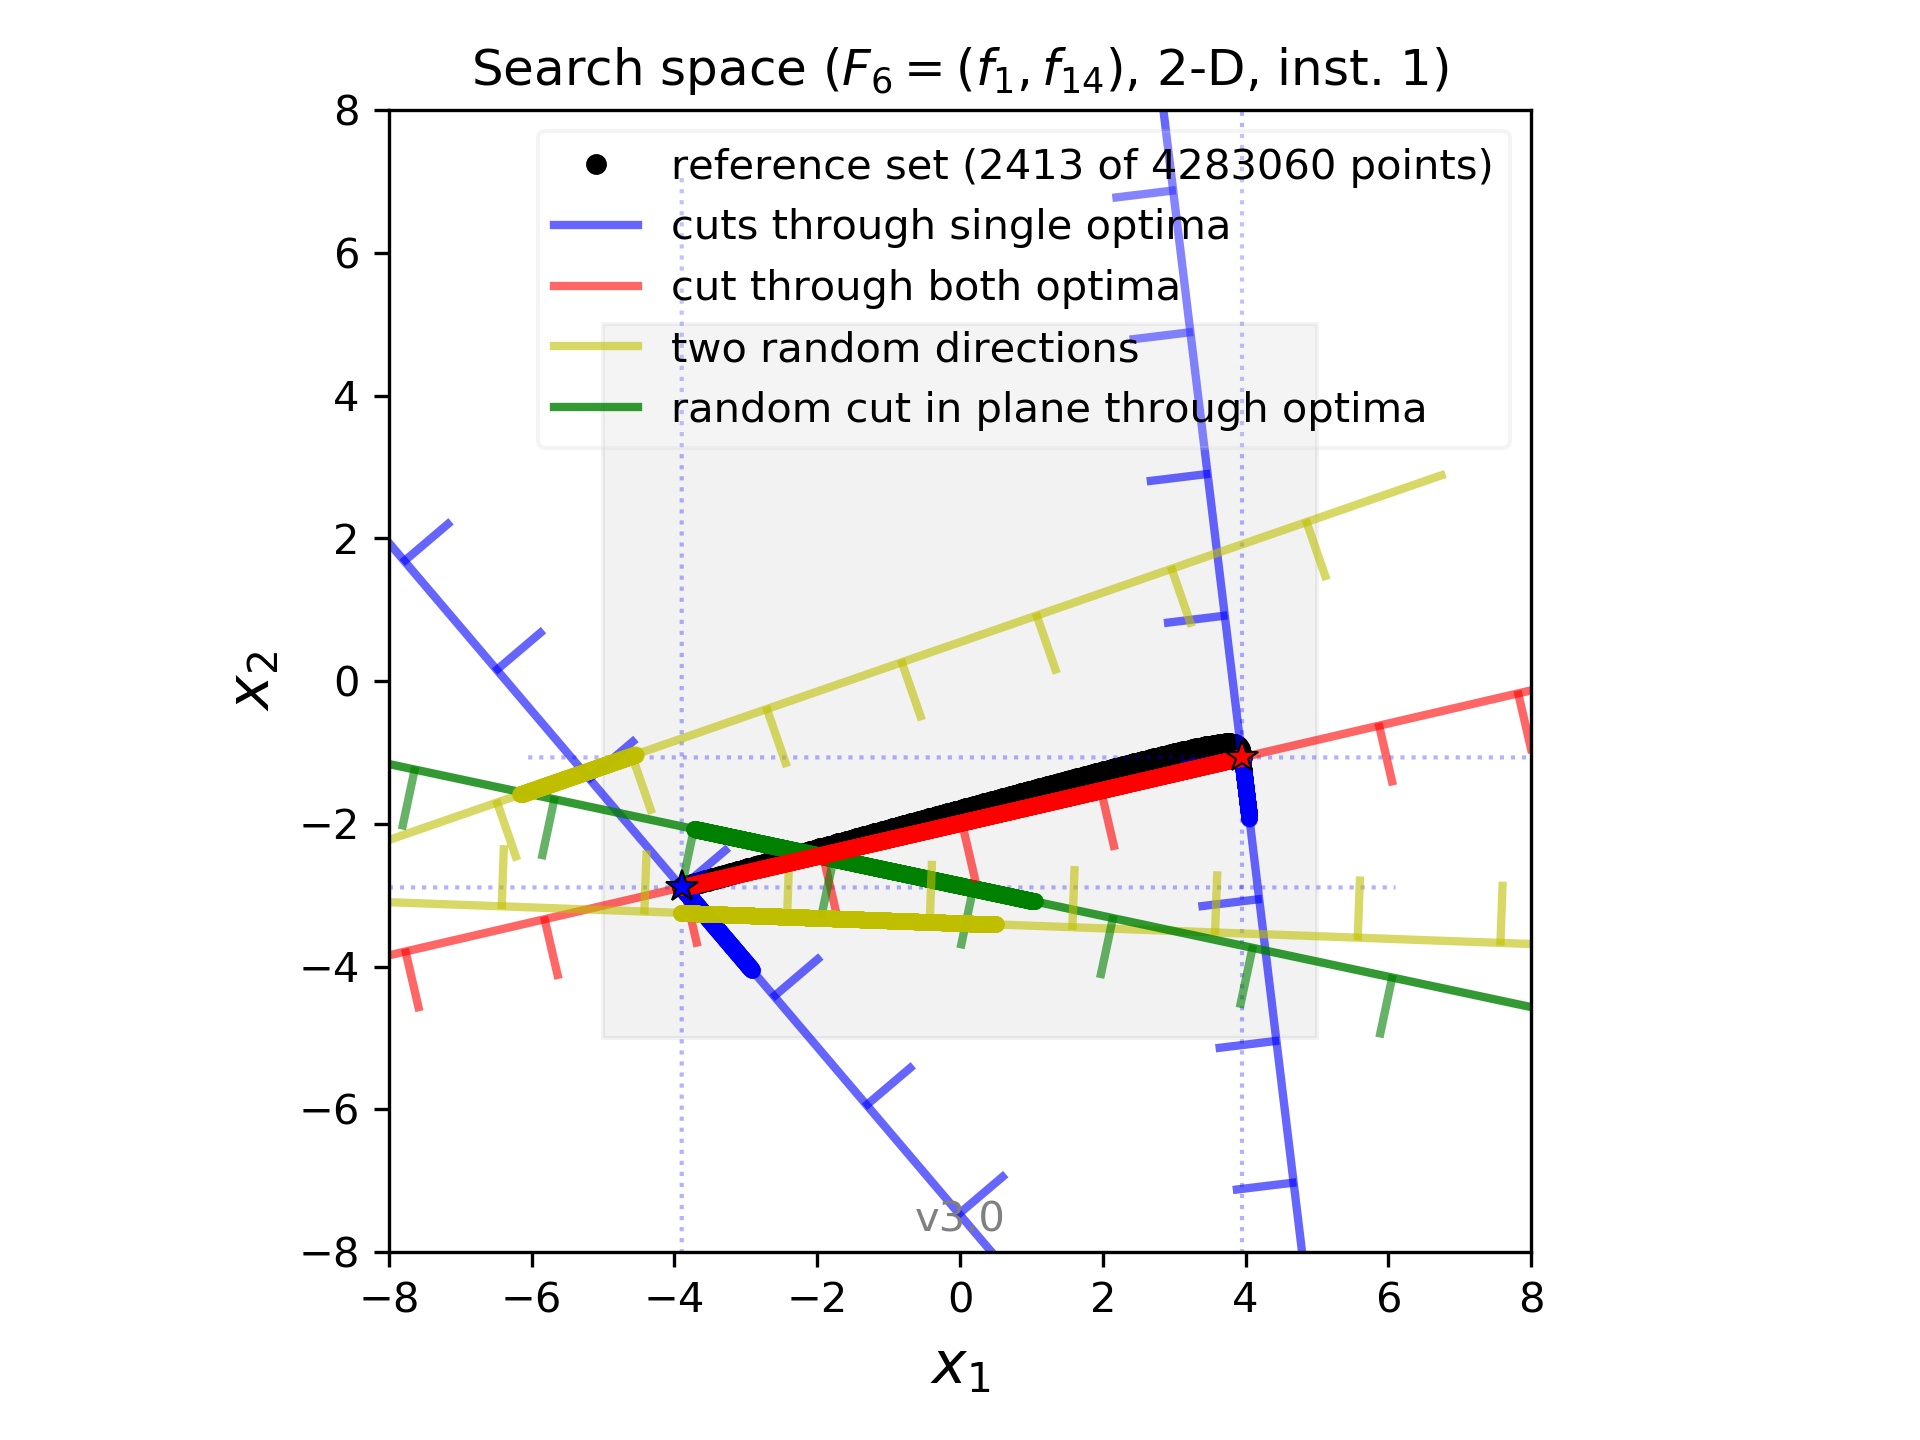 Search space (F₆ = (f₁, f₁₄), 2-D, inst. 1)
8
reference set (2413 of 4283060 points)
cuts through single optima
6
cut through both optima
two random directions
4
random cut in plane through optima
2
x₂
0
−2
−4
−6
v3.0
−8
−8 −6 −4 −2 0 2 4 6 8
x₁